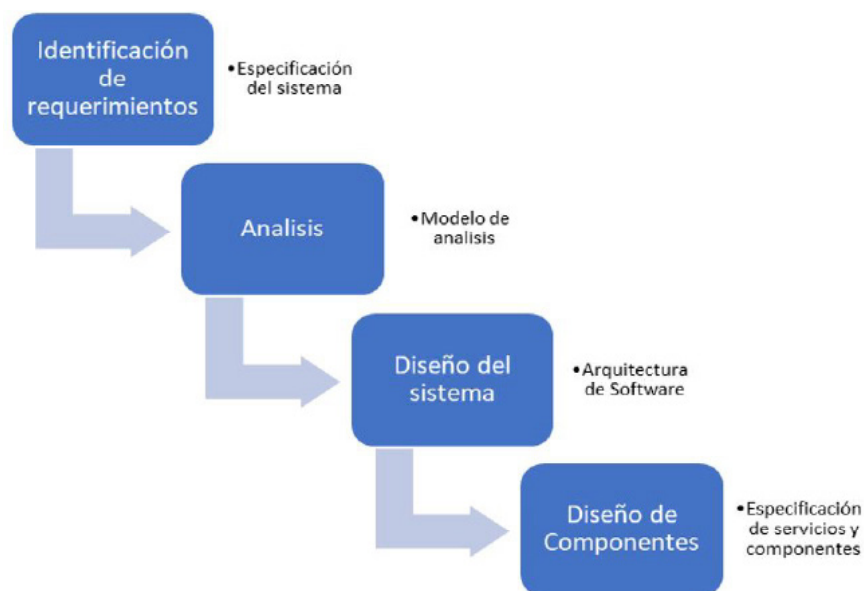 Identificación
de
requerimientos
•Especificación
del sistema
Analisis
•Modelo de
analisis
Diseño del
sistema
•Arquitectura
de Software
Diseño de
Componentes
•Especificación
de servicios y
componentes